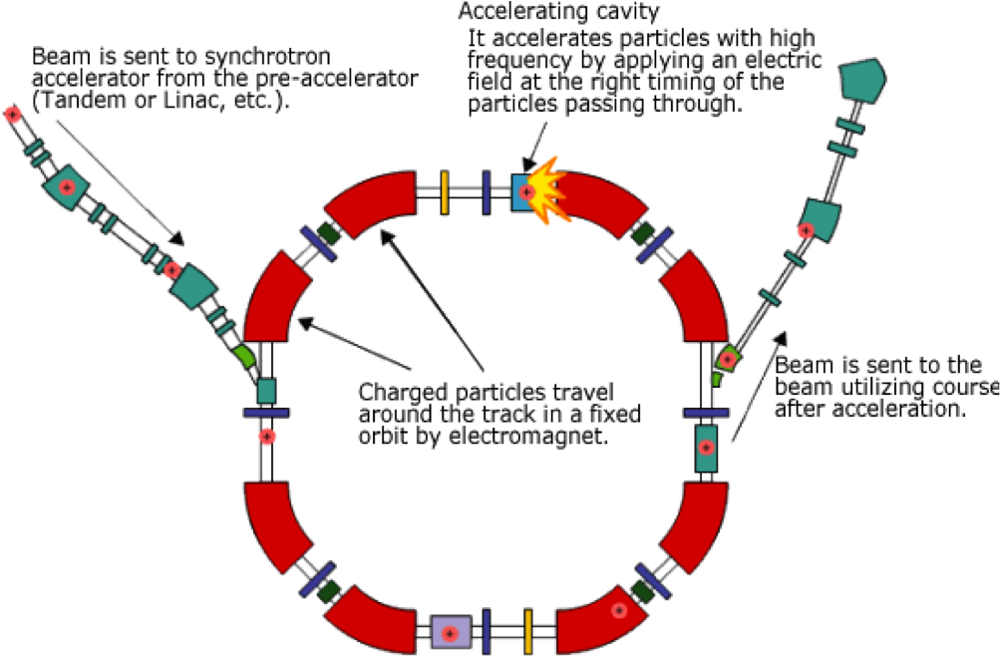 Accelerating cavity
It accelerates particles with high
frequency by applying an electric
field at the right timing of the
particles passing through.
Beam is sent to synchrotron
accelerator from the pre-accelerator
(Tandem or Linac, etc.).
Charged particles travel
around the track in a fixed
orbit by electromagnet.
Beam is sent to the
beam utilizing course
after acceleration.